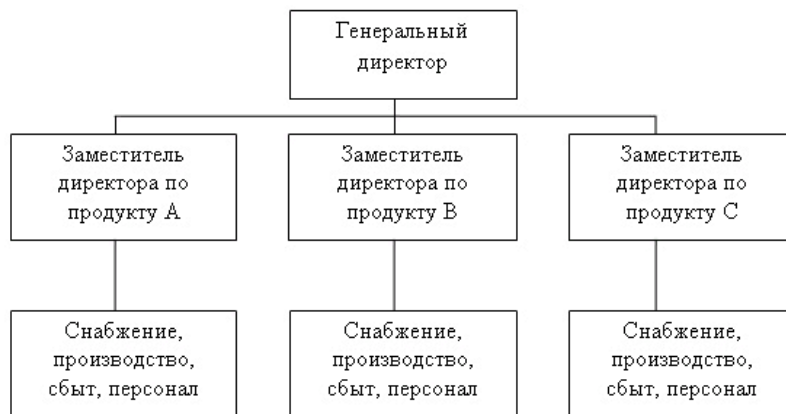 Генеральный
директор
Заместитель
директора по
продукту А
Заместитель
директора по
продукту В
Заместитель
директора по
продукту С
Снабжение,
производство,
сбыт, персонал
Снабжение,
производство,
сбыт, персонал
Снабжение,
производство,
сбыт, персонал